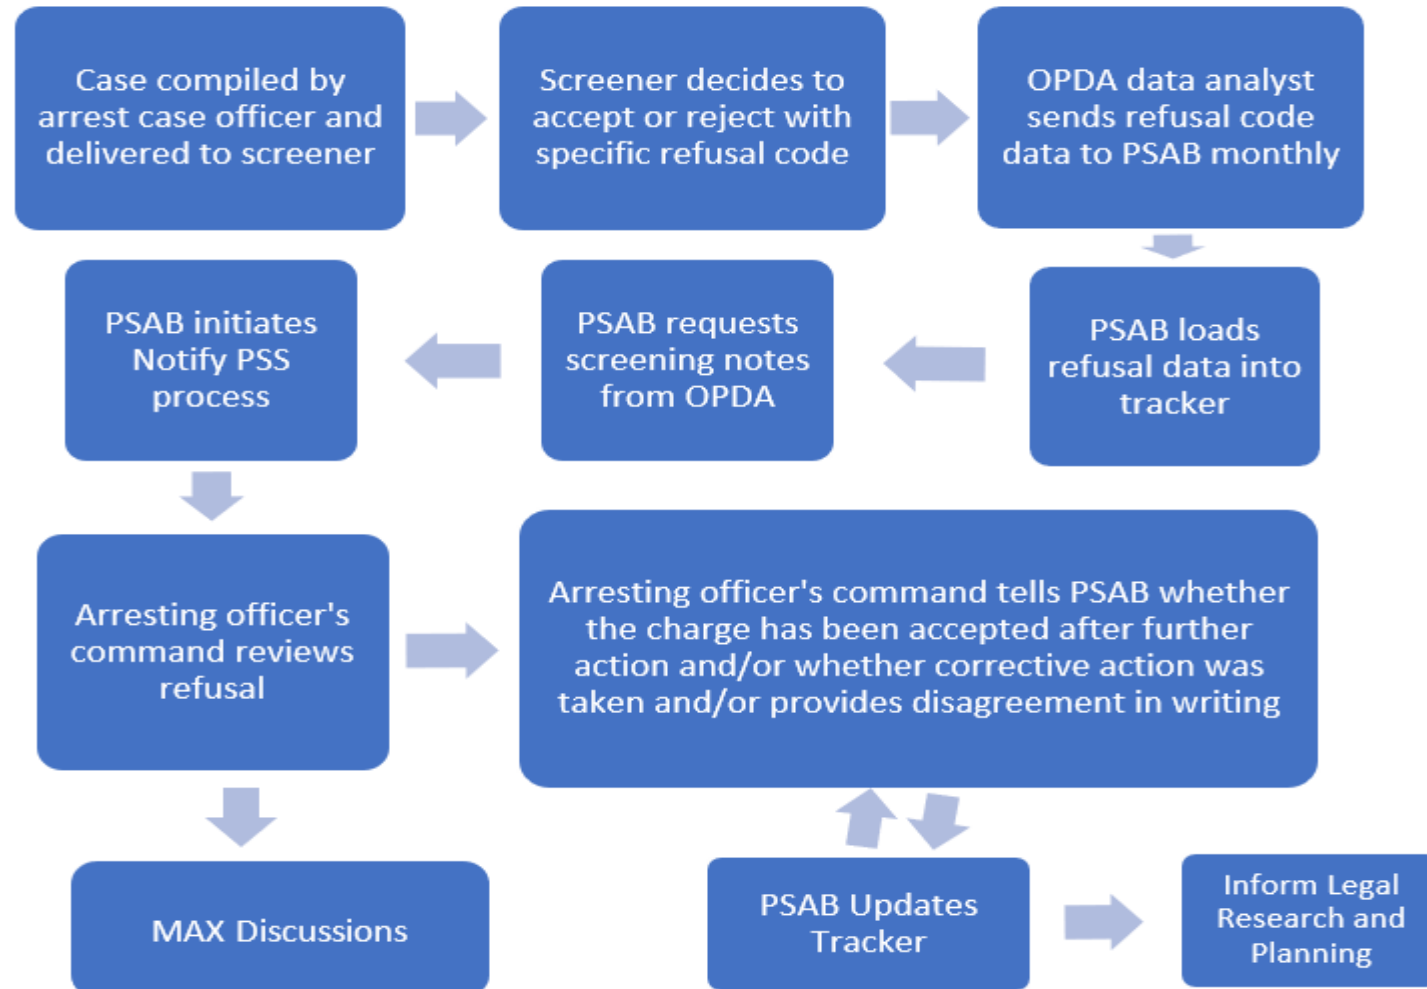 Case compiled by
arrest case officer and
delivered to screener
Screener decides to
accept or reject with
specific refusal code
OPDA data analyst
sends refusal code
data to PSAB monthly
PSAB loads
refusal data into
tracker
PSAB requests
screening notes
from OPDA
PSAB initiates
Notify PSS
process
Arresting officer's
command reviews
refusal
Arresting officer's command tells PSAB whether
the charge has been accepted after further
action and/or whether corrective action was
taken and/or provides disagreement in writing
MAX Discussions
PSAB Updates
Tracker
Inform Legal
Research and
Planning